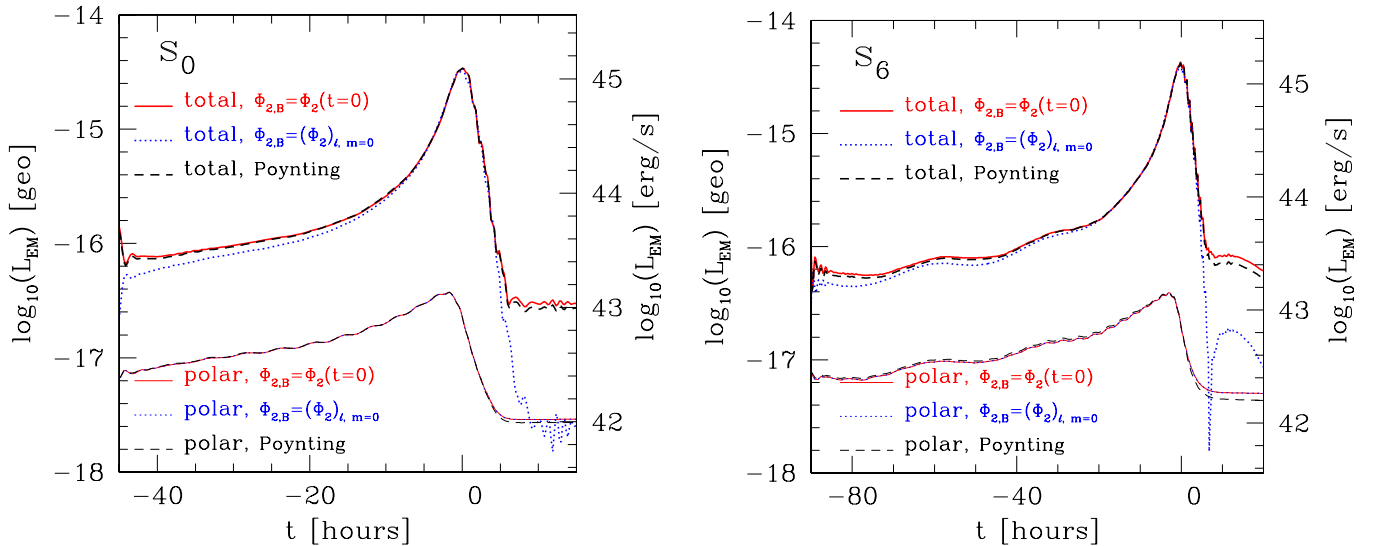 S₀
total, Φ₂,B=Φ₂(t=0)
total, Φ₂,B=(Φ₂)ℓ, m=0
total, Poynting
polar, Φ₂,B=Φ₂(t=0)
polar, Φ₂,B=(Φ₂)ℓ, m=0
polar, Poynting
log₁₀(L_EM) [geo]
−14
−15
−16
−17
−18
log₁₀(L_EM) [erg/s]
45
44
43
42
−40
−20
0
t [hours]
S₆
total, Φ₂,B=Φ₂(t=0)
total, Φ₂,B=(Φ₂)ℓ, m=0
total, Poynting
polar, Φ₂,B=Φ₂(t=0)
polar, Φ₂,B=(Φ₂)ℓ, m=0
polar, Poynting
log₁₀(L_EM) [geo]
−14
−15
−16
−17
−18
log₁₀(L_EM) [erg/s]
45
44
43
42
−80
−40
0
t [hours]